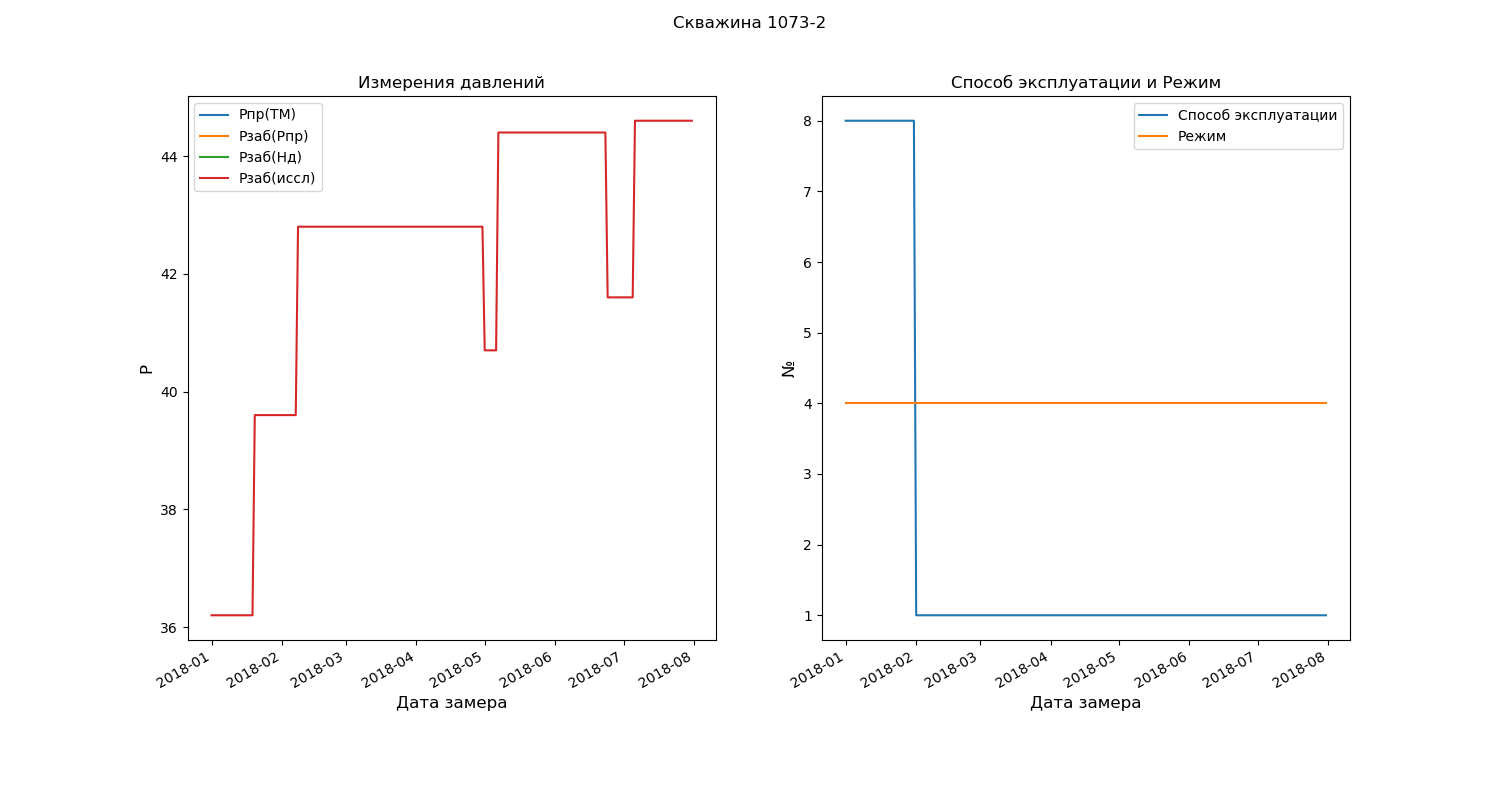 Скважина 1073-2
Измерения давлений
Рпр(ТМ)
Рзаб(Рпр)
Рзаб(Нд)
Рзаб(иссл)
44
42
40
38
36
Р
2018-01
2018-02
2018-03
2018-04
2018-05
2018-06
2018-07
2018-08
Дата замера
Способ эксплуатации и Режим
Способ эксплуатации
Режим
8
7
6
5
4
3
2
1
№
2018-01
2018-02
2018-03
2018-04
2018-05
2018-06
2018-07
2018-08
Дата замера